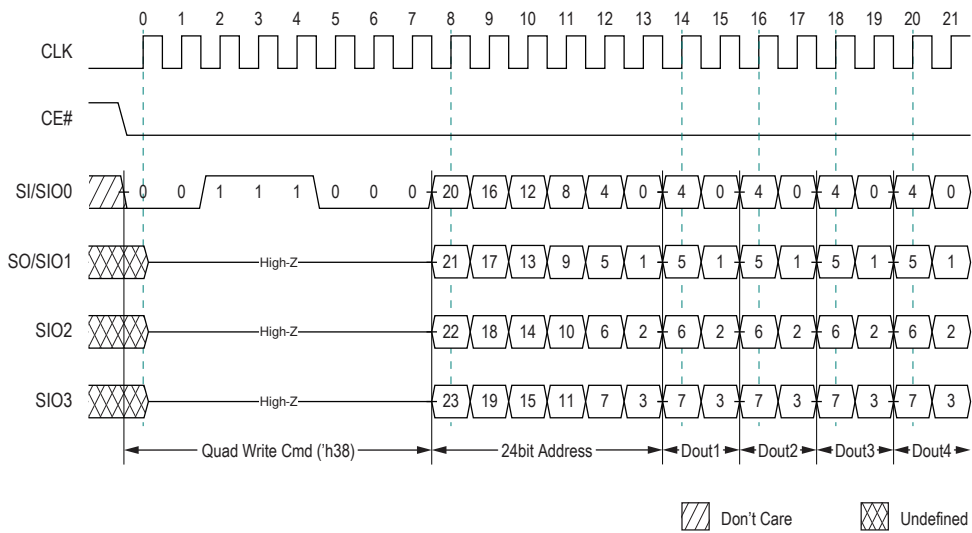 0 1 2 3 4 5 6 7 8 9 10 11 12 13 14 15 16 17 18 19 20 21
CLK
CE#
SI/SIO0 0 0 1 1 1 0 0 0 20 16 12 8 4 0 4 0 4 0 4 0 4 0
SO/SIO1 High-Z 21 17 13 9 5 1 5 1 5 1 5 1 5 1
SIO2 High-Z 22 18 14 10 6 2 6 2 6 2 6 2 6 2
SIO3 High-Z 23 19 15 11 7 3 7 3 7 3 7 3 7 3
Quad Write Cmd ('h38) 24bit Address Dout1 Dout2 Dout3 Dout4
Don't Care Undefined